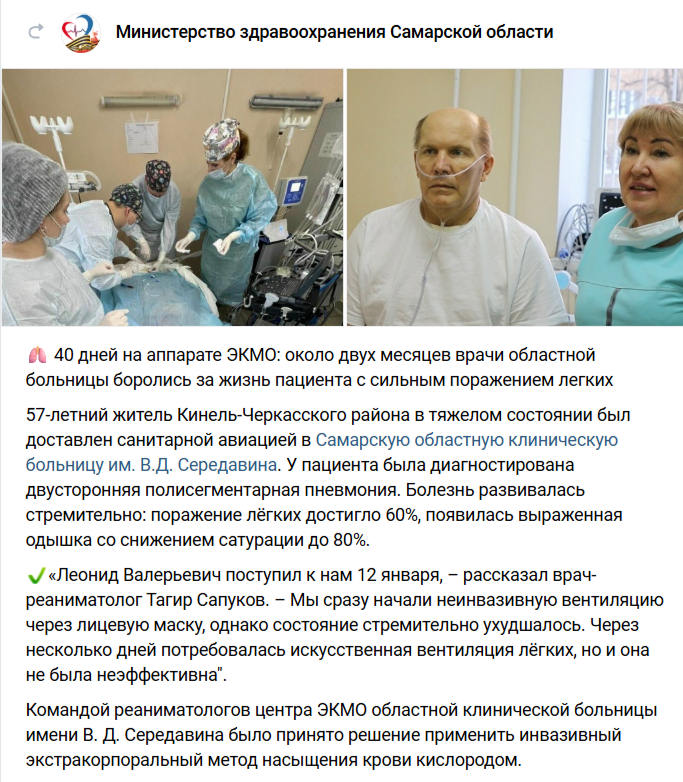 Министерство здравоохранения Самарской области
40 дней на аппарате ЭКМО: около двух месяцев врачи областной
больницы боролись за жизнь пациента с сильным поражением легких
57-летний житель Кинель-Черкасского района в тяжелом состоянии был
доставлен санитарной авиацией в Самарскую областную клиническую
больницу им. В.Д. Середавина. У пациента была диагностирована
двусторонняя полисегментарная пневмония. Болезнь развивалась
стремительно: поражение лёгких достигло 60%, появилась выраженная
одышка со снижением сатурации до 80%.
«Леонид Валерьевич поступил к нам 12 января, – рассказал врач-
реаниматолог Тагир Сапуков. – Мы сразу начали неинвазивную вентиляцию
через лицевую маску, однако состояние стремительно ухудшалось. Через
несколько дней потребовалась искусственная вентиляция лёгких, но и она
не была неэффективна".
Командой реаниматологов центра ЭКМО областной клинической больницы
имени В. Д. Середавина было принято решение применить инвазивный
экстракорпоральный метод насыщения крови кислородом.